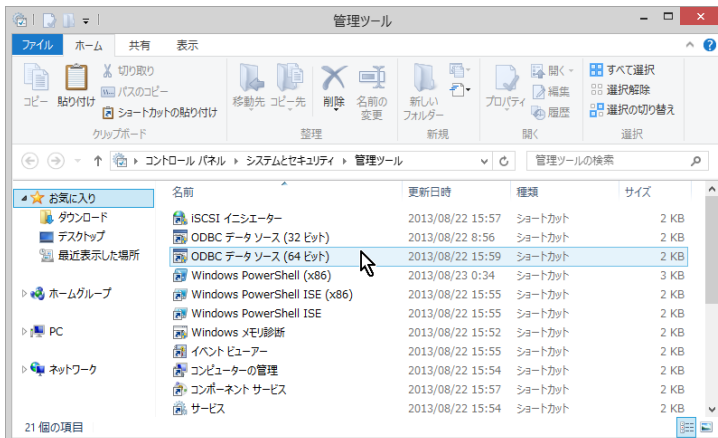 管理ツール
ファイル ホーム 共有 表示
コピー 貼り付け 切り取り
パスのコピー
ショートカットの貼り付け
移動先 コピー先 削除 名前の変更
新しいフォルダー
プロパティ 開く
編集
履歴
すべて選択
選択解除
選択の切り替え
クリップボード 整理 新規 開く 選択
コントロール パネル システムとセキュリティ 管理ツール 管理ツールの検索
お気に入り
ダウンロード
デスクトップ
最近表示した場所
ホームグループ
PC
ネットワーク
名前 更新日時 種類 サイズ
iSCSI イニシエーター 2013/08/22 15:57 ショートカット 2 KB
ODBC データ ソース (32 ビット) 2013/08/22 8:56 ショートカット 2 KB
ODBC データ ソース (64 ビット) 2013/08/22 15:59 ショートカット 2 KB
Windows PowerShell (x86) 2013/08/23 0:34 ショートカット 3 KB
Windows PowerShell ISE (x86) 2013/08/22 15:55 ショートカット 2 KB
Windows PowerShell ISE 2013/08/22 15:55 ショートカット 2 KB
Windows メモリ診断 2013/08/22 15:52 ショートカット 2 KB
イベント ビューアー 2013/08/22 15:55 ショートカット 2 KB
コンピューターの管理 2013/08/22 15:54 ショートカット 2 KB
コンポーネント サービス 2013/08/22 15:57 ショートカット 2 KB
サービス 2013/08/22 15:54 ショートカット 2 KB
21 個の項目